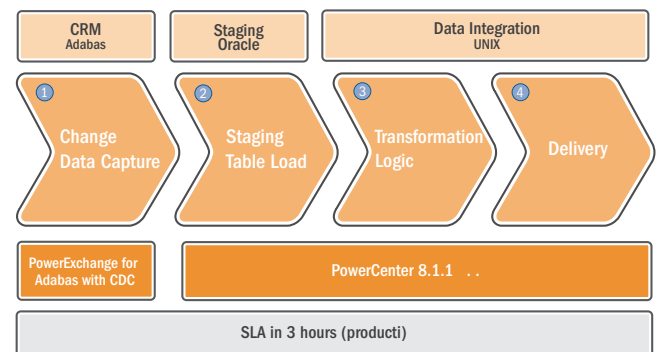 CRM
Adabas
Staging
Oracle
Data Integration
UNIX
1
Change
Data Capture
2
Staging
Table Load
3
Transformation
Logic
4
Delivery
PowerExchange for
Adabas with CDC
PowerCenter 8.1.1 . .
SLA in 3 hours (producti)